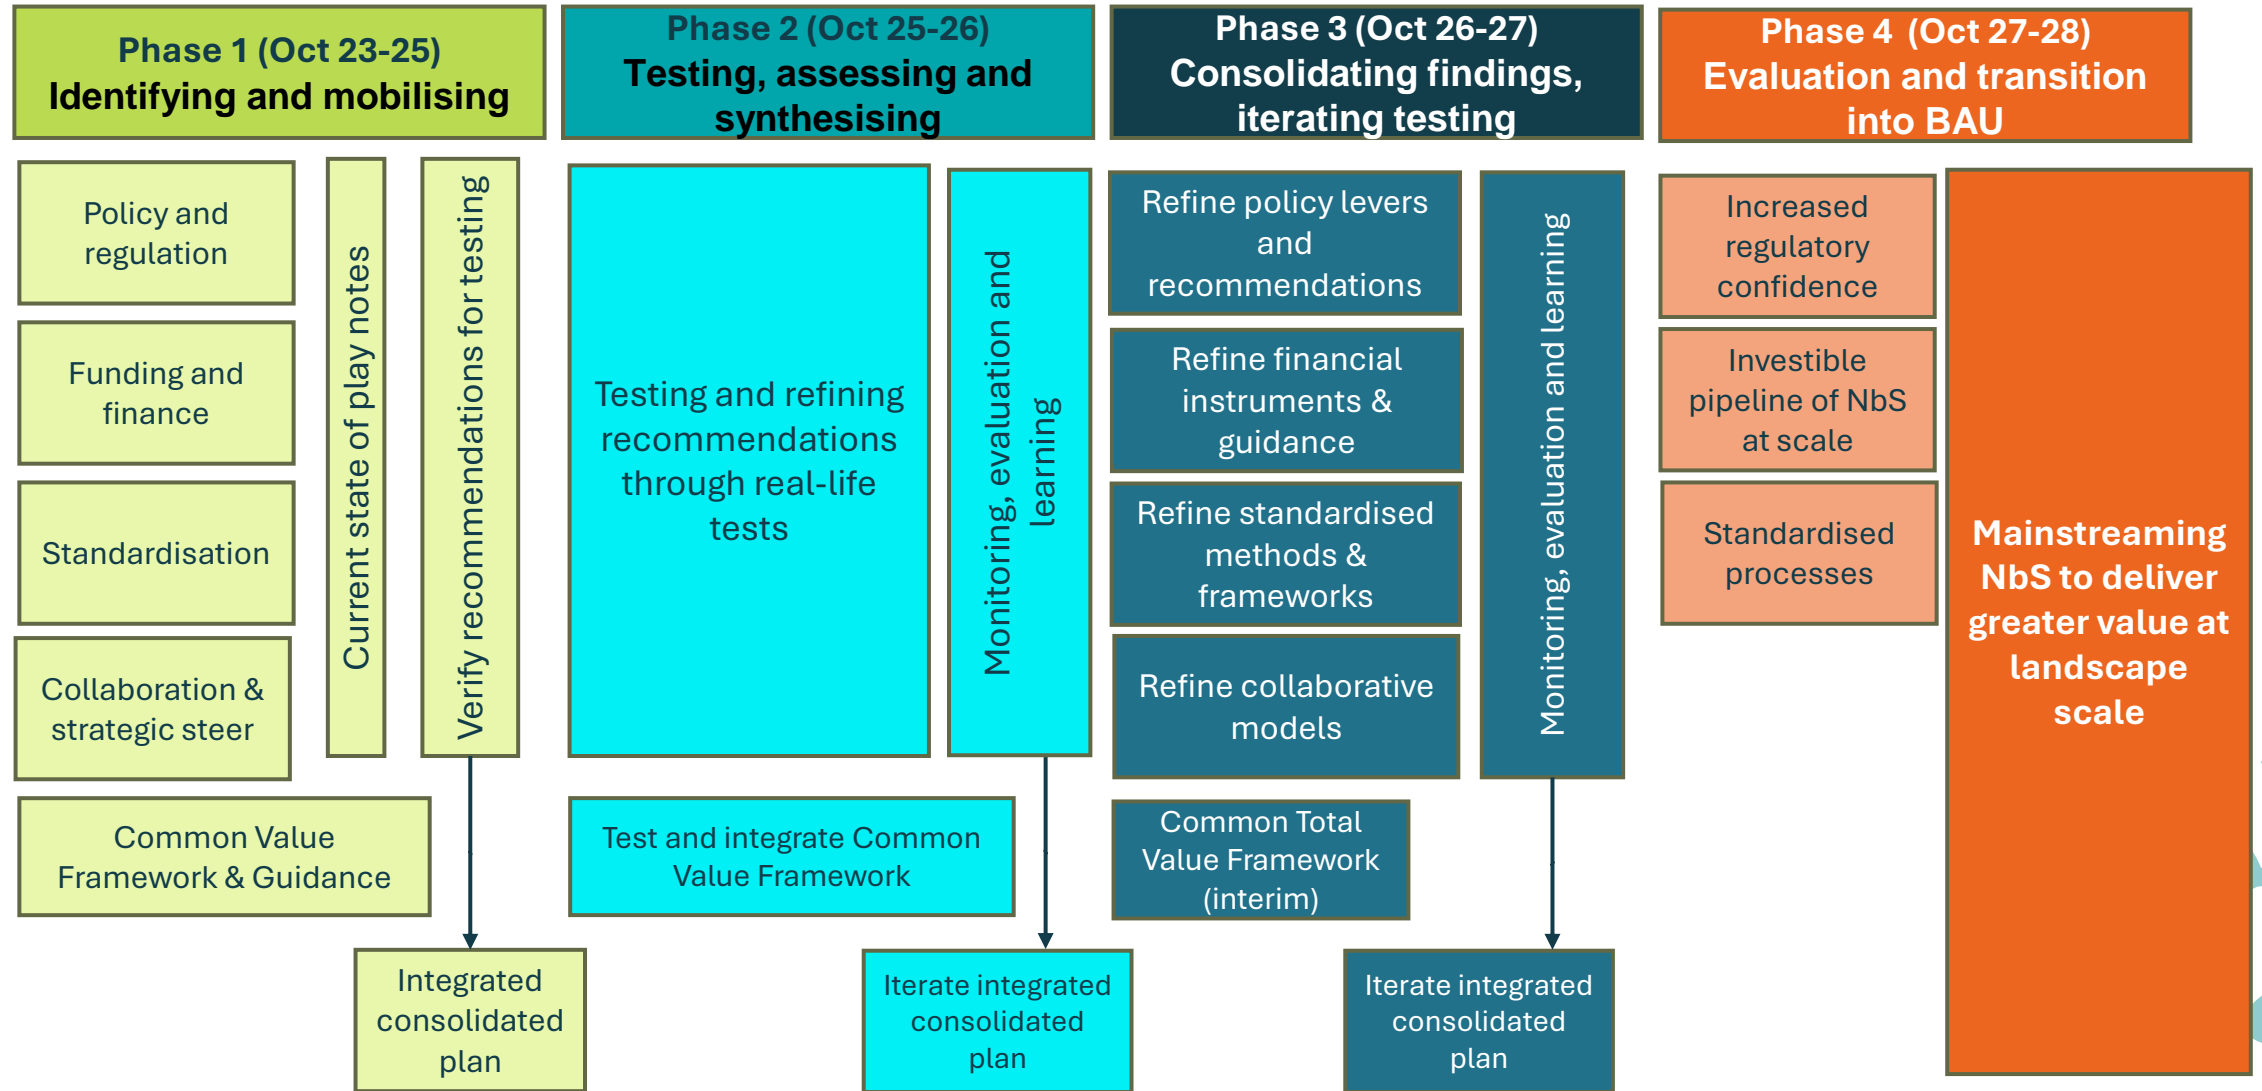 Phase 1 (Oct 23-25)
Identifying and mobilising
Policy and
regulation
Funding and
finance
Standardisation
Collaboration &
strategic steer
Current state of play notes
Verify recommendations for testing
Common Value
Framework & Guidance
Integrated
consolidated
plan
Phase 2 (Oct 25-26)
Testing, assessing and
synthesising
Testing and refining
recommendations
through real-life
tests
Monitoring, evaluation and
learning
Test and integrate Common
Value Framework
Iterate integrated
consolidated
plan
Phase 3 (Oct 26-27)
Consolidating findings,
iterating testing
Refine policy levers
and
recommendations
Refine financial
instruments &
guidance
Refine standardised
methods &
frameworks
Refine collaborative
models
Monitoring, evaluation and learning
Common Total
Value Framework
(interim)
Iterate integrated
consolidated
plan
Phase 4 (Oct 27-28)
Evaluation and transition
into BAU
Increased
regulatory
confidence
Investible
pipeline of NbS
at scale
Standardised
processes
Mainstreaming
NbS to deliver
greater value at
landscape
scale